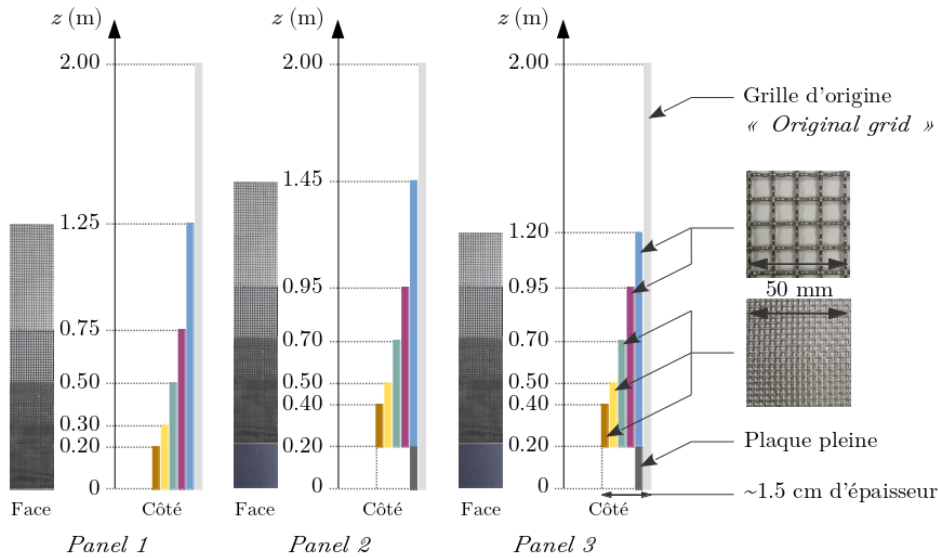 z (m)
2.00
1.25
0.75
0.50
0.30
0.20
0
Face
Côté
Panel 1
z (m)
2.00
1.45
0.95
0.70
0.50
0.40
0.20
0
Face
Côté
Panel 2
z (m)
2.00
1.20
0.95
0.70
0.50
0.40
0.20
0
Face
Côté
Panel 3
Grille d'origine
« Original grid »
50 mm
Plaque pleine
~1.5 cm d'épaisseur